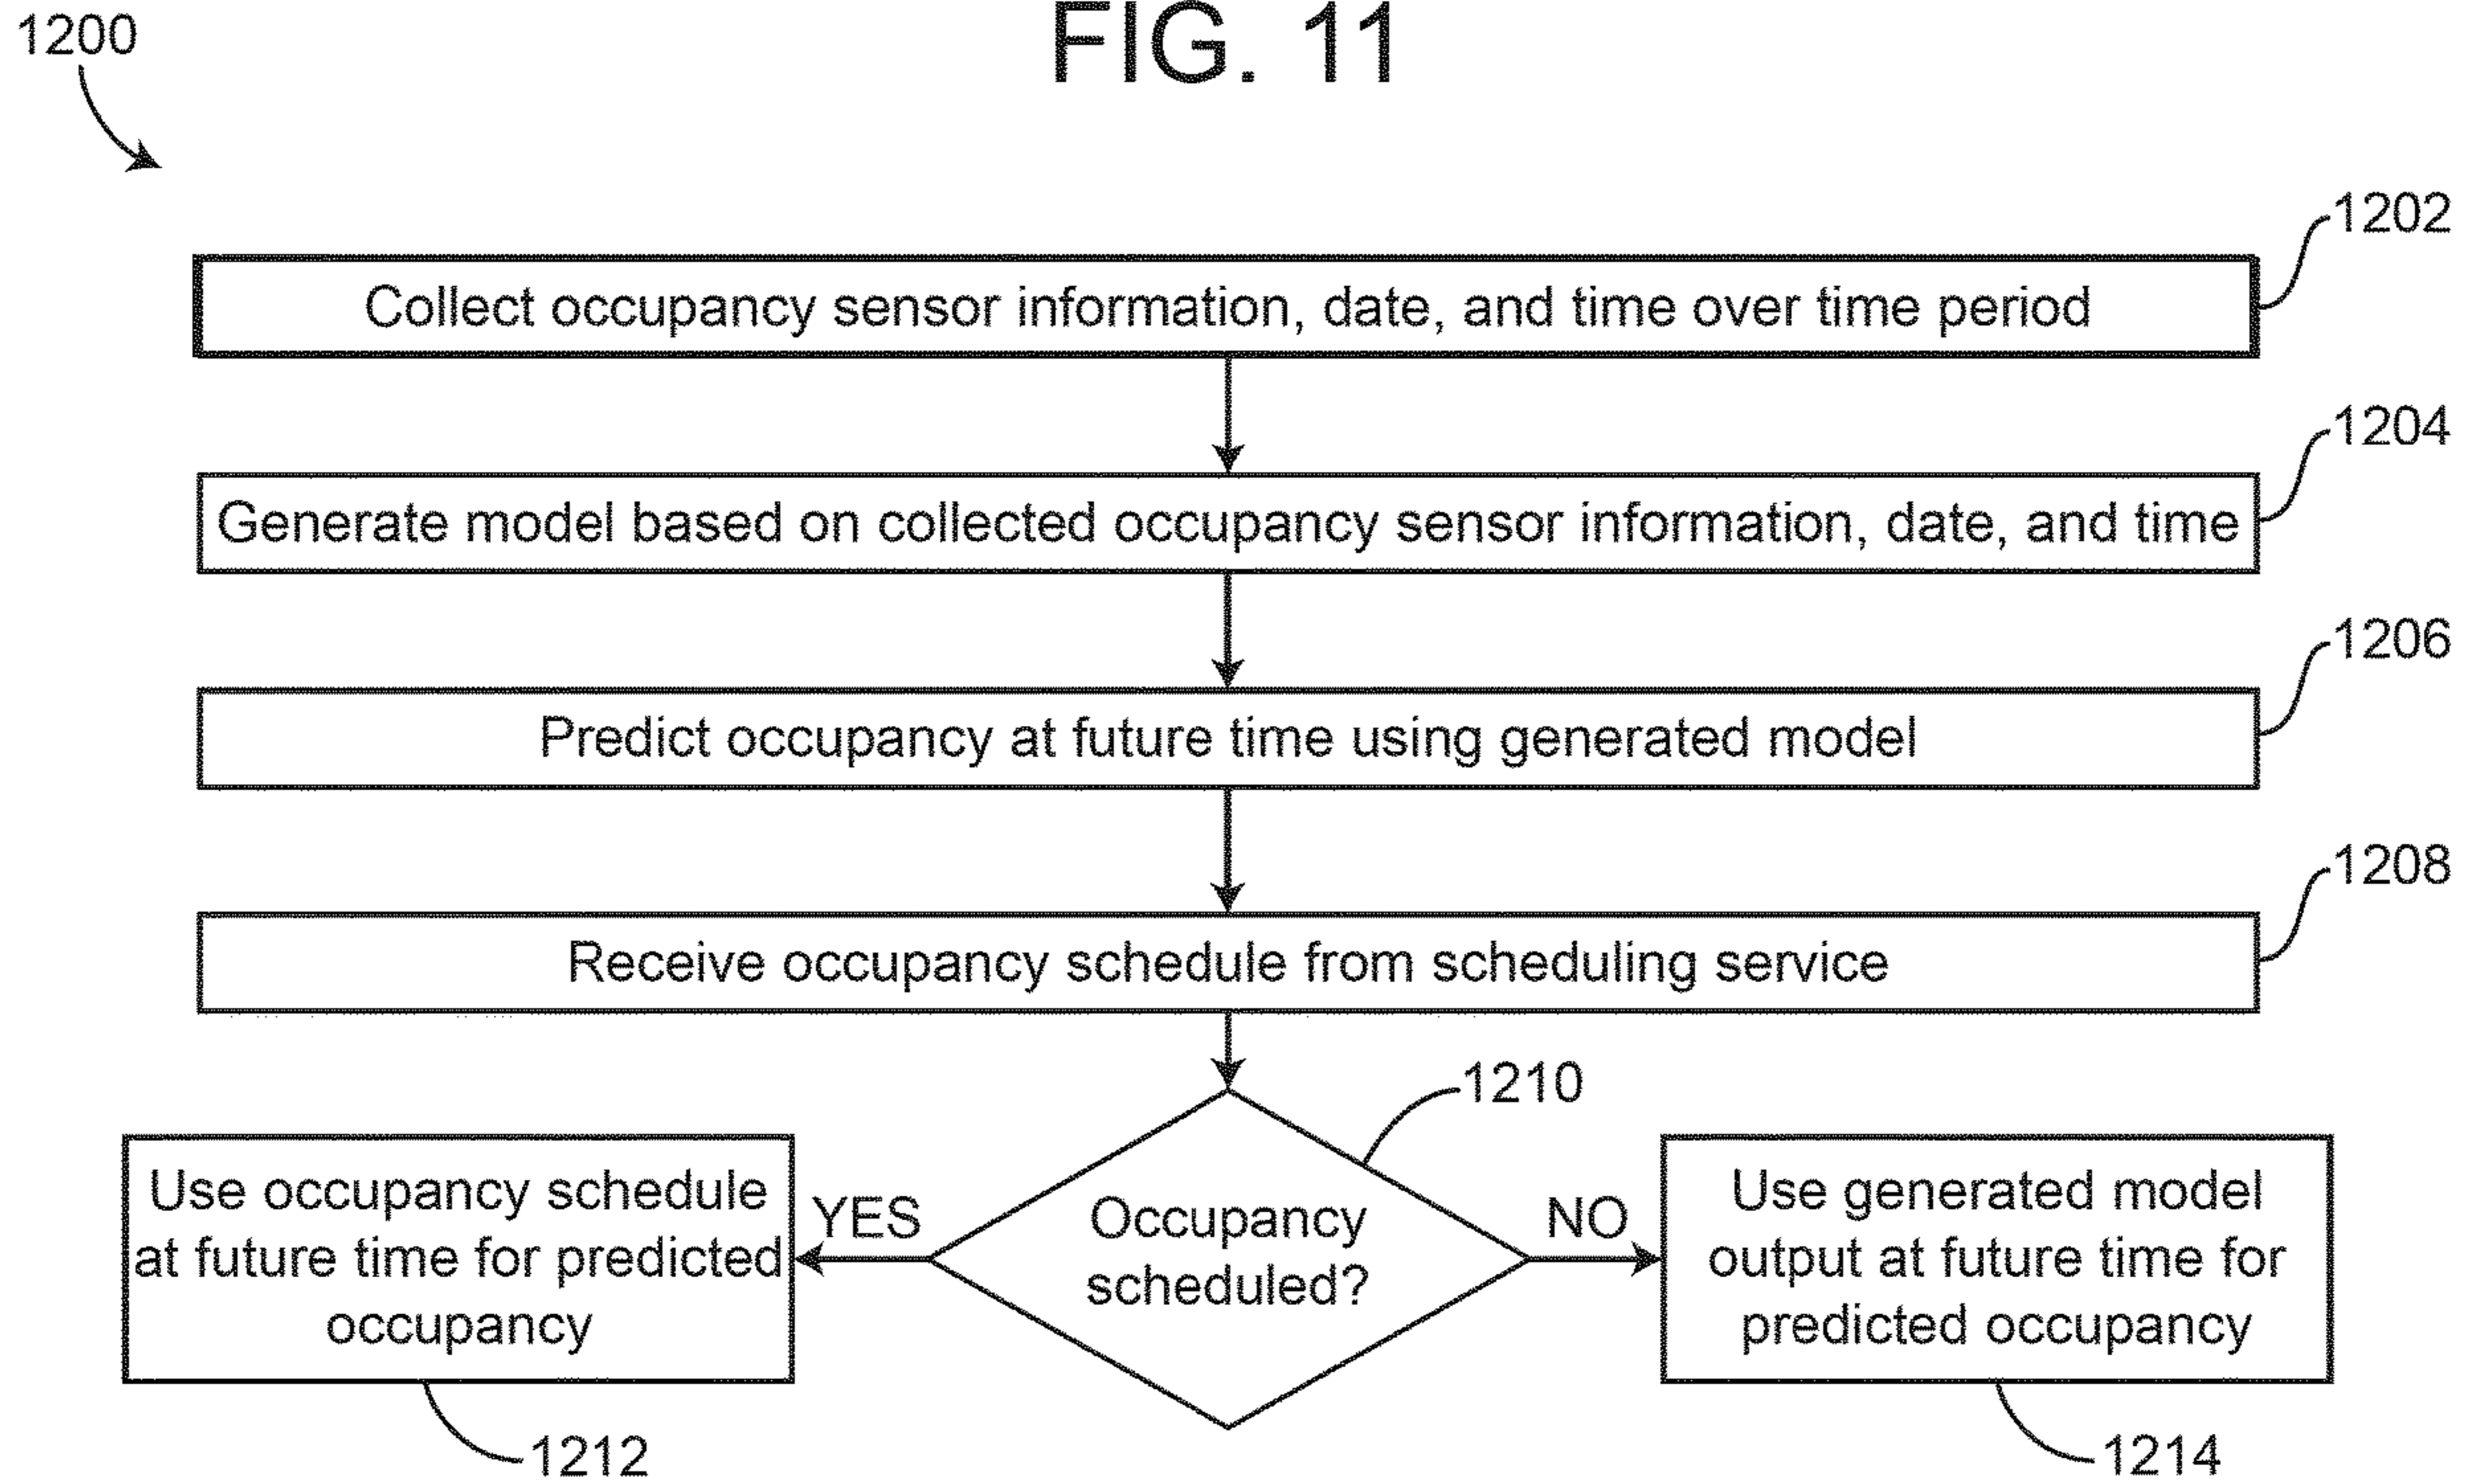 FIG. 11
1200
1202
Collect occupancy sensor information, date, and time over time period
1204
Generate model based on collected occupancy sensor information, date, and time
1206
Predict occupancy at future time using generated model
1208
Receive occupancy schedule from scheduling service
1210
Use occupancy schedule
at future time for predicted
occupancy
YES
Occupancy
scheduled?
NO
Use generated model
output at future time for
predicted occupancy
1212
1214